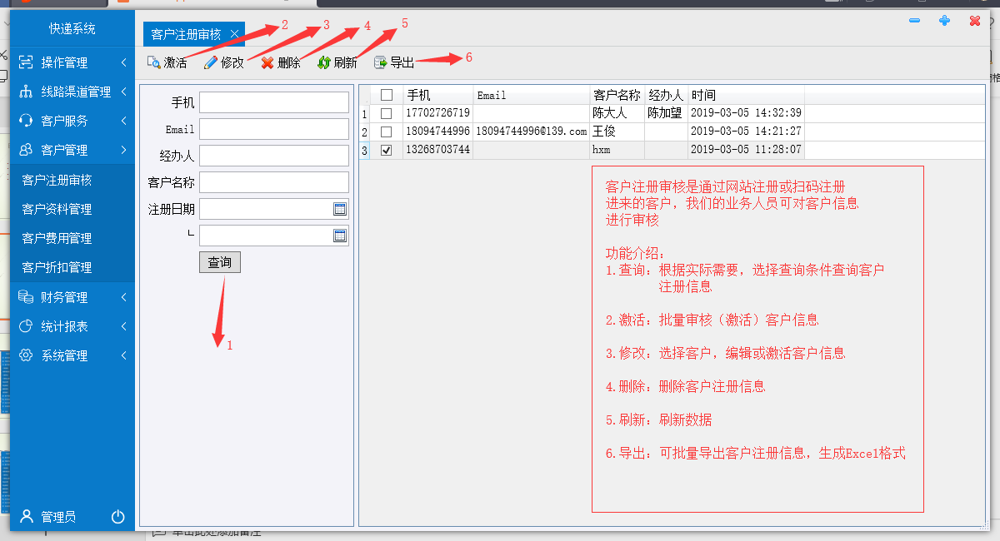 快递系统
操作管理
线路渠道管理
客户服务
客户管理
客户注册审核
客户资料管理
客户费用管理
客户折扣管理
财务管理
统计报表
系统管理
管理员
客户注册审核
2
3
4
5
激活
修改
删除
刷新
导出
6
手机
Email
经办人
客户名称
注册日期
查询
1
手机 Email 客户名称 经办人 时间
1 17702726719 陈大人 陈加望 2019-03-05 14:32:39
2 18094744996 18094744996@139.com 王俊 2019-03-05 14:21:27
3 13268703744 hxm 2019-03-05 11:28:07
客户注册审核是通过网站注册或扫码注册
进来的客户，我们的业务人员可对客户信息
进行审核
功能介绍：
1.查询：根据实际需要，选择查询条件查询客户
注册信息
2.激活：批量审核（激活）客户信息
3.修改：选择客户，编辑或激活客户信息
4.删除：删除客户注册信息
5.刷新：刷新数据
6.导出：可批量导出客户注册信息，生成Excel格式
单击此处添加备注